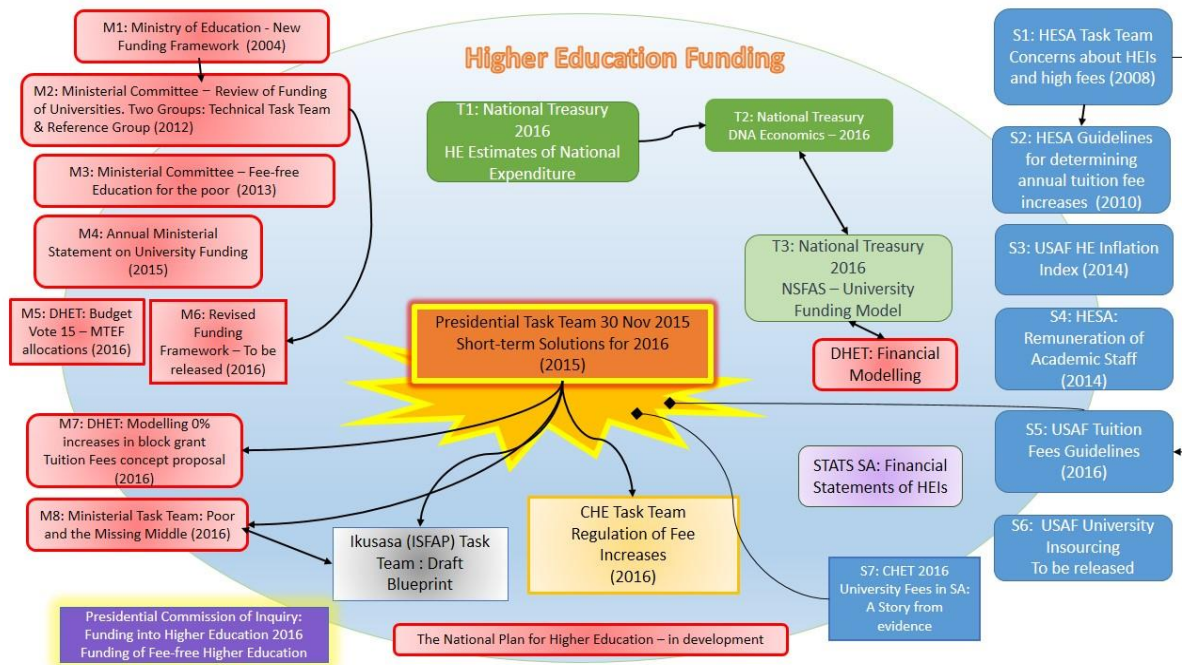 Higher Education Funding
M1: Ministry of Education - New
Funding Framework (2004)
M2: Ministerial Committee – Review of Funding
of Universities. Two Groups: Technical Task Team
& Reference Group (2012)
M3: Ministerial Committee – Fee-free
Education for the poor (2013)
M4: Annual Ministerial
Statement on University Funding
(2015)
M5: DHET: Budget
Vote 15 – MTEF
allocations (2016)
M6: Revised
Funding
Framework – To be
released (2016)
M7: DHET: Modelling 0%
increases in block grant
Tuition Fees concept proposal
(2016)
M8: Ministerial Task Team: Poor
and the Missing Middle (2016)
Presidential Commission of Inquiry:
Funding into Higher Education 2016
Funding of Fee-free Higher Education
T1: National Treasury
2016
HE Estimates of National
Expenditure
T2: National Treasury
DNA Economics – 2016
T3: National Treasury
2016
NSFAS – University
Funding Model
DHET: Financial
Modelling
Presidential Task Team 30 Nov 2015
Short-term Solutions for 2016
(2015)
Ikusasa (ISFAP) Task
Team : Draft
Blueprint
CHE Task Team
Regulation of Fee
Increases
(2016)
STATS SA: Financial
Statements of HEIs
The National Plan for Higher Education – in development
S1: HESA Task Team
Concerns about HEIs
and high fees (2008)
S2: HESA Guidelines
for determining
annual tuition fee
increases (2010)
S3: USAF HE Inflation
Index (2014)
S4: HESA:
Remuneration of
Academic Staff
(2014)
S5: USAF Tuition
Fees Guidelines
(2016)
S6: USAF University
Insourcing
To be released
S7: CHET 2016
University Fees in SA:
A Story from
evidence